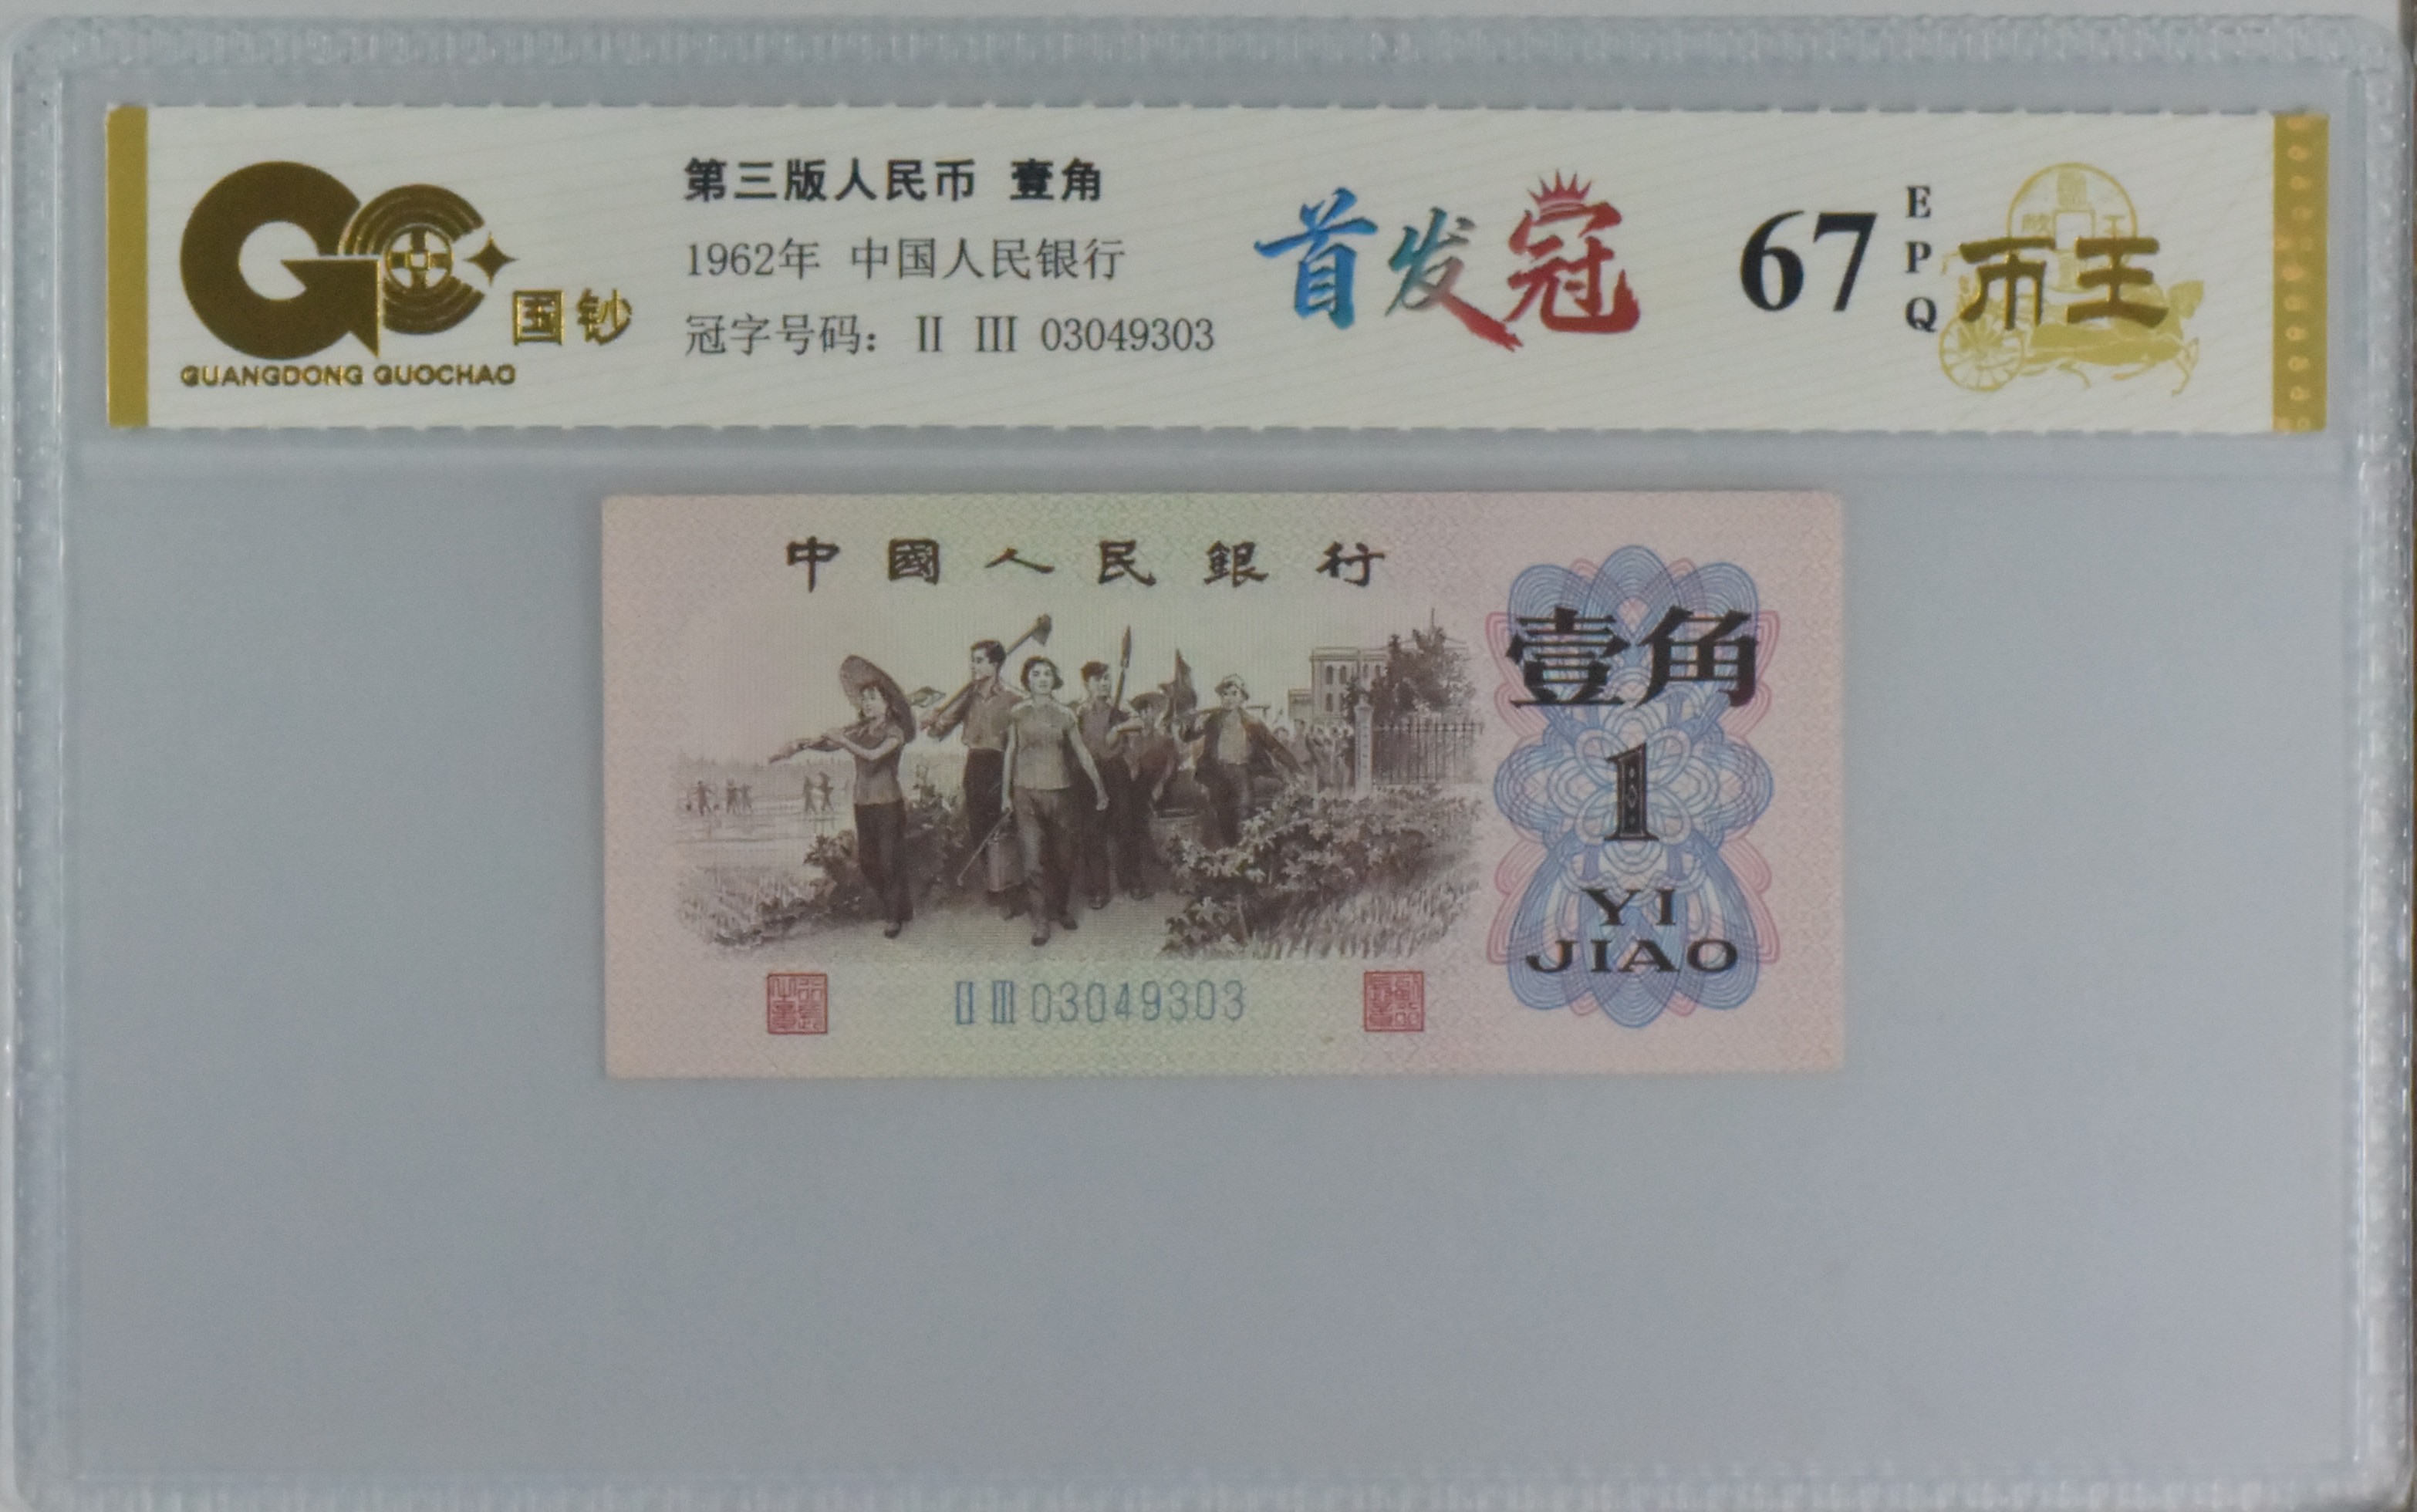 国钞
GUANGDONG GUOCHAO
第三版人民币 壹角
1962年 中国人民银行
冠字号码: II III 03049303
首发冠
67
EPQ
币王
中國人民銀行
壹角
1
YI
JIAO
II III 03049303